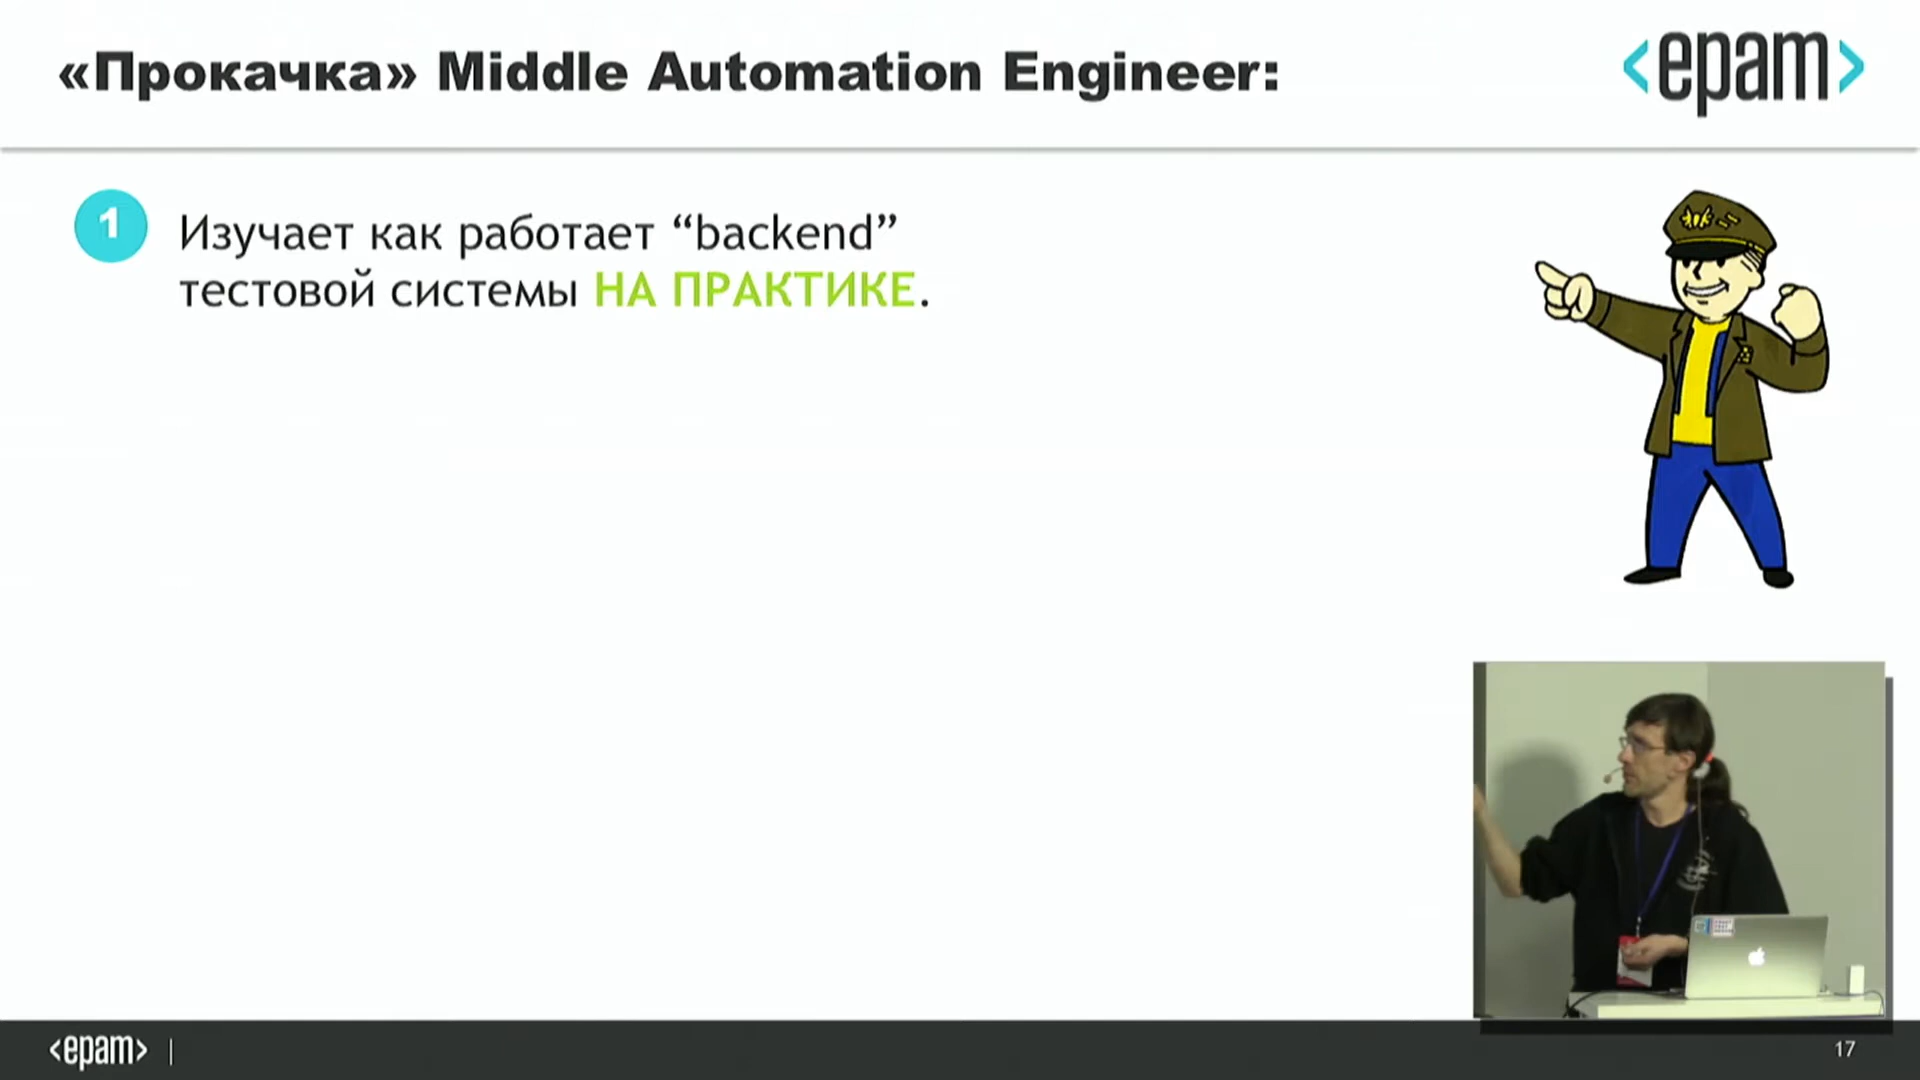 «Прокачка» Middle Automation Engineer:
<epam>
1
Изучает как работает “backend”
тестовой системы НА ПРАКТИКЕ.
<epam> |
17